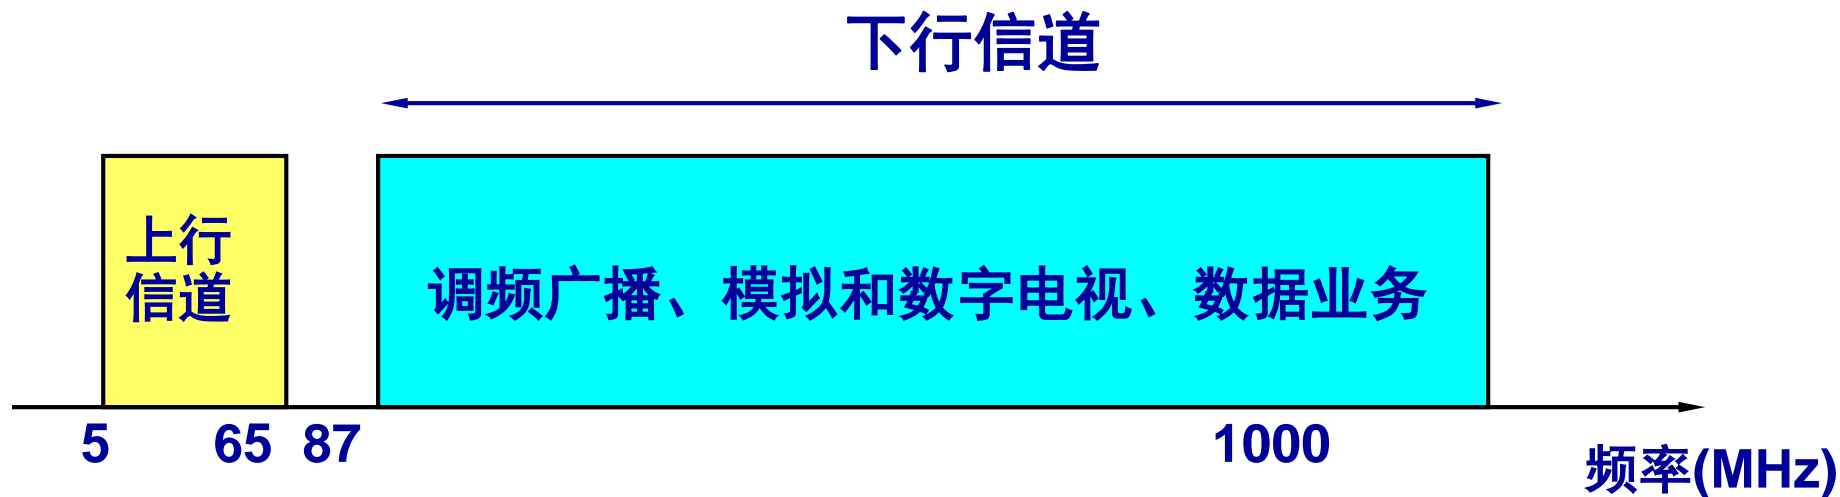 下行信道
上行
信道
调频广播、模拟和数字电视、数据业务
5 65 87 1000
频率(MHz)